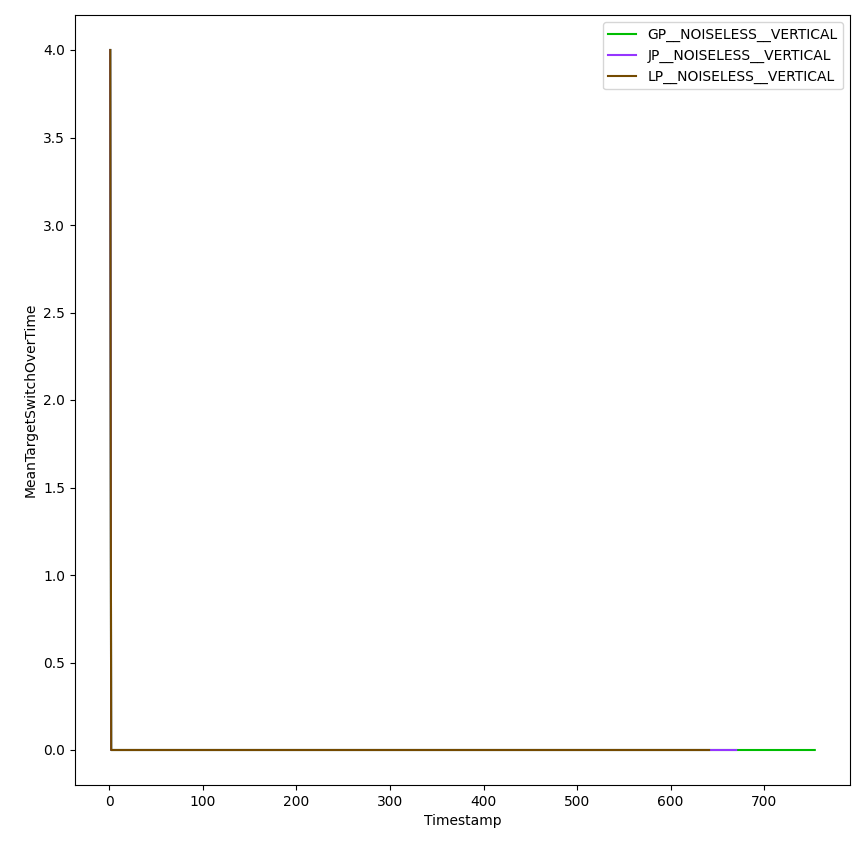 GP__NOISELESS__VERTICAL
JP__NOISELESS__VERTICAL
LP__NOISELESS__VERTICAL
4.0
3.5
3.0
2.5
2.0
1.5
1.0
0.5
0.0
MeanTargetSwitchOverTime
0 100 200 300 400 500 600 700
Timestamp